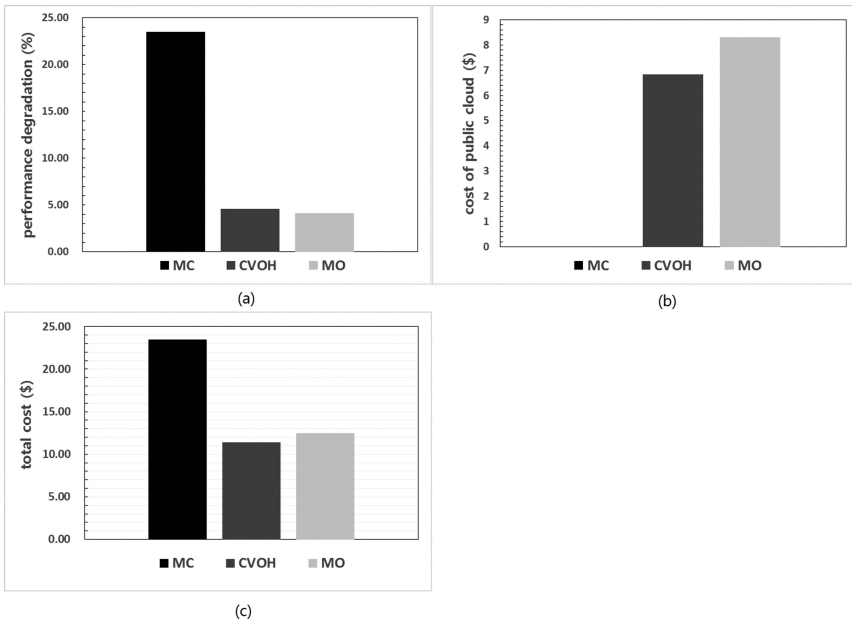 performance degradation (%)
25.00
20.00
15.00
10.00
5.00
0.00
MC CVOH MO
(a)
cost of public cloud ($)
9
8
7
6
5
4
3
2
1
0
MC CVOH MO
(b)
total cost ($)
25.00
20.00
15.00
10.00
5.00
0.00
MC CVOH MO
(c)